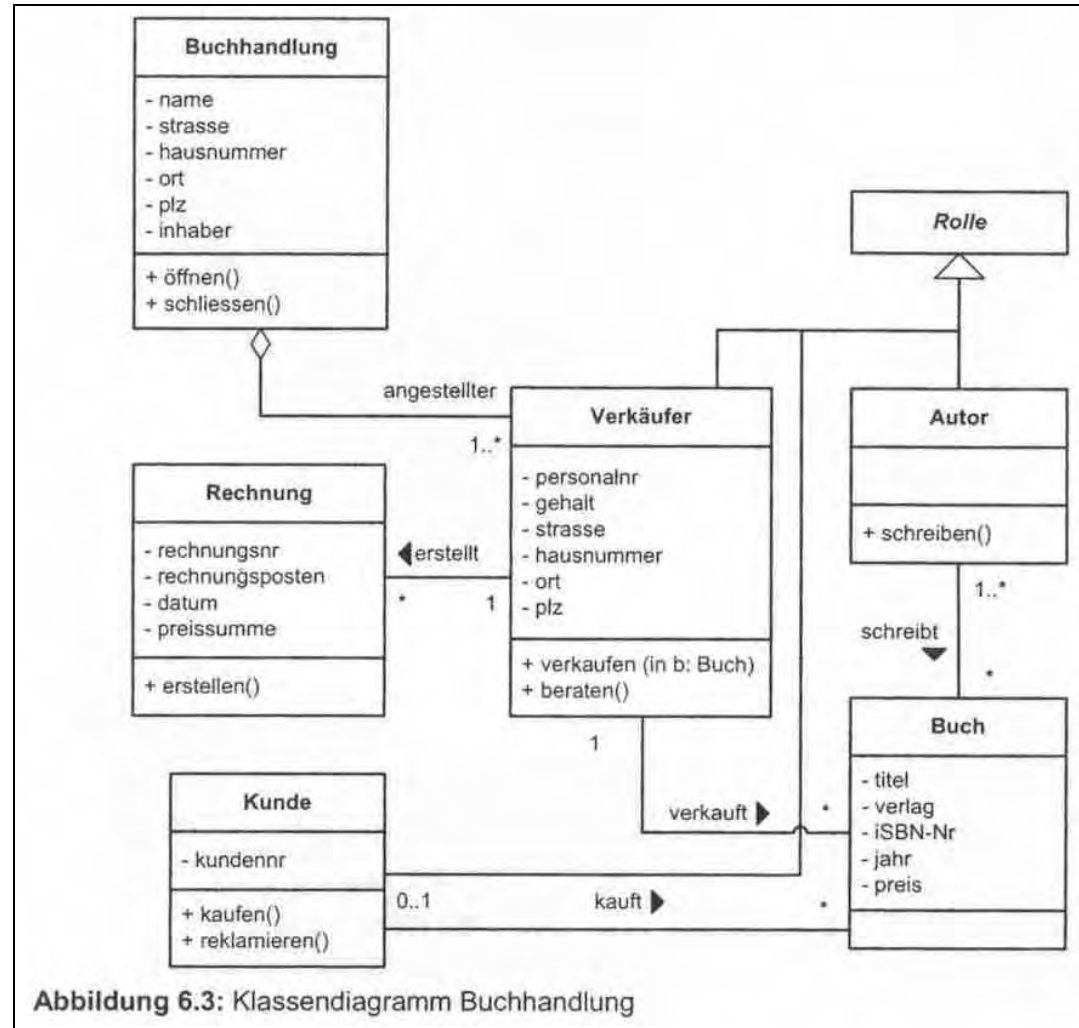 Buchhandlung
- name
- strasse
- hausnummer
- ort
- plz
- inhaber
+ öffnen()
+ schliessen()
Rolle
angestellter
1..*
Verkäufer
- personalnr
- gehalt
- strasse
- hausnummer
- ort
- plz
+ verkaufen (in b: Buch)
+ beraten()
Autor
+ schreiben()
1..*
schreibt
*
Rechnung
- rechnungsnr
- rechnungsposten
- datum
- preissumme
+ erstellen()
erstellt
*
1
1
verkauft
*
Buch
- titel
- verlag
- iSBN-Nr
- jahr
- preis
Kunde
- kundennr
+ kaufen()
+ reklamieren()
0..1
kauft
*
Abbildung 6.3: Klassendiagramm Buchhandlung